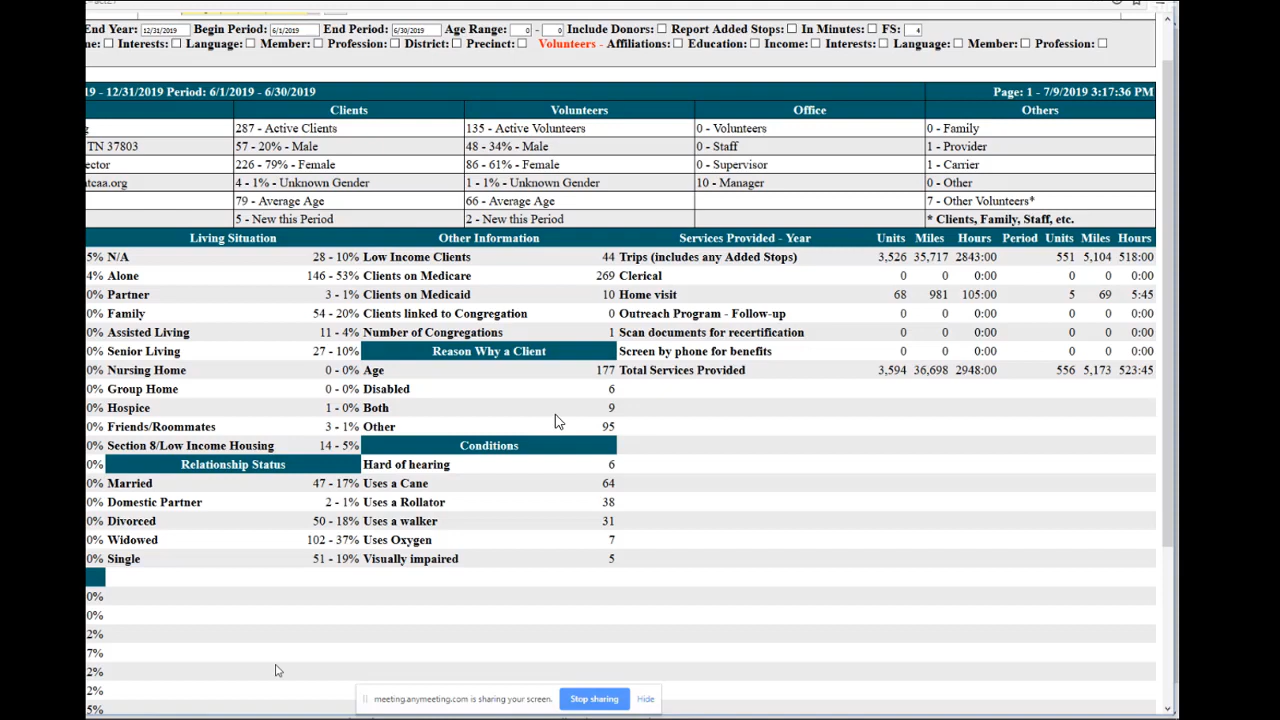 End Year: 12/31/2019 Begin Period: 6/1/2019 End Period: 6/30/2019 Age Range: 0 - 0 Include Donors: Report Added Stops: In Minutes: FS: 4
Interests: Language: Member: Profession: District: Precinct: Volunteers - Affiliations: Education: Income: Interests: Language: Member: Profession:
19 - 12/31/2019 Period: 6/1/2019 - 6/30/2019 Page: 1 - 7/9/2019 3:17:36 PM
Clients Volunteers Office Others
287 - Active Clients 135 - Active Volunteers 0 - Volunteers 0 - Family
TN 37803 57 - 20% - Male 48 - 34% - Male 0 - Staff 1 - Provider
ector 226 - 79% - Female 86 - 61% - Female 0 - Supervisor 1 - Carrier
ntcaa.org 4 - 1% - Unknown Gender 1 - 1% - Unknown Gender 10 - Manager 0 - Other
79 - Average Age 66 - Average Age 7 - Other Volunteers*
5 - New this Period 2 - New this Period * Clients, Family, Staff, etc.
Living Situation Other Information Services Provided - Year Units Miles Hours Period Units Miles Hours
5% N/A 28 - 10% Low Income Clients 44 Trips (includes any Added Stops) 3,526 35,717 2843:00 551 5,104 518:00
4% Alone 146 - 53% Clients on Medicare 269 Clerical 0 0 0:00 0 0 0:00
0% Partner 3 - 1% Clients on Medicaid 10 Home visit 68 981 105:00 5 69 5:45
0% Family 54 - 20% Clients linked to Congregation 0 Outreach Program - Follow-up 0 0 0:00 0 0 0:00
0% Assisted Living 11 - 4% Number of Congregations 1 Scan documents for recertification 0 0 0:00 0 0 0:00
0% Senior Living 27 - 10% Reason Why a Client Screen by phone for benefits 0 0 0:00 0 0 0:00
0% Nursing Home 0 - 0% Age 177 Total Services Provided 3,594 36,698 2948:00 556 5,173 523:45
0% Group Home 0 - 0% Disabled 6
0% Hospice 1 - 0% Both 9
0% Friends/Roommates 3 - 1% Other 95
0% Section 8/Low Income Housing 14 - 5% Conditions
0% Relationship Status Hard of hearing 6
0% Married 47 - 17% Uses a Cane 64
0% Domestic Partner 2 - 1% Uses a Rollator 38
0% Divorced 50 - 18% Uses a walker 31
0% Widowed 102 - 37% Uses Oxygen 7
0% Single 51 - 19% Visually impaired 5
0%
0%
2%
7%
2%
2%
5%
meeting.anymeeting.com is sharing your screen. Stop sharing Hide